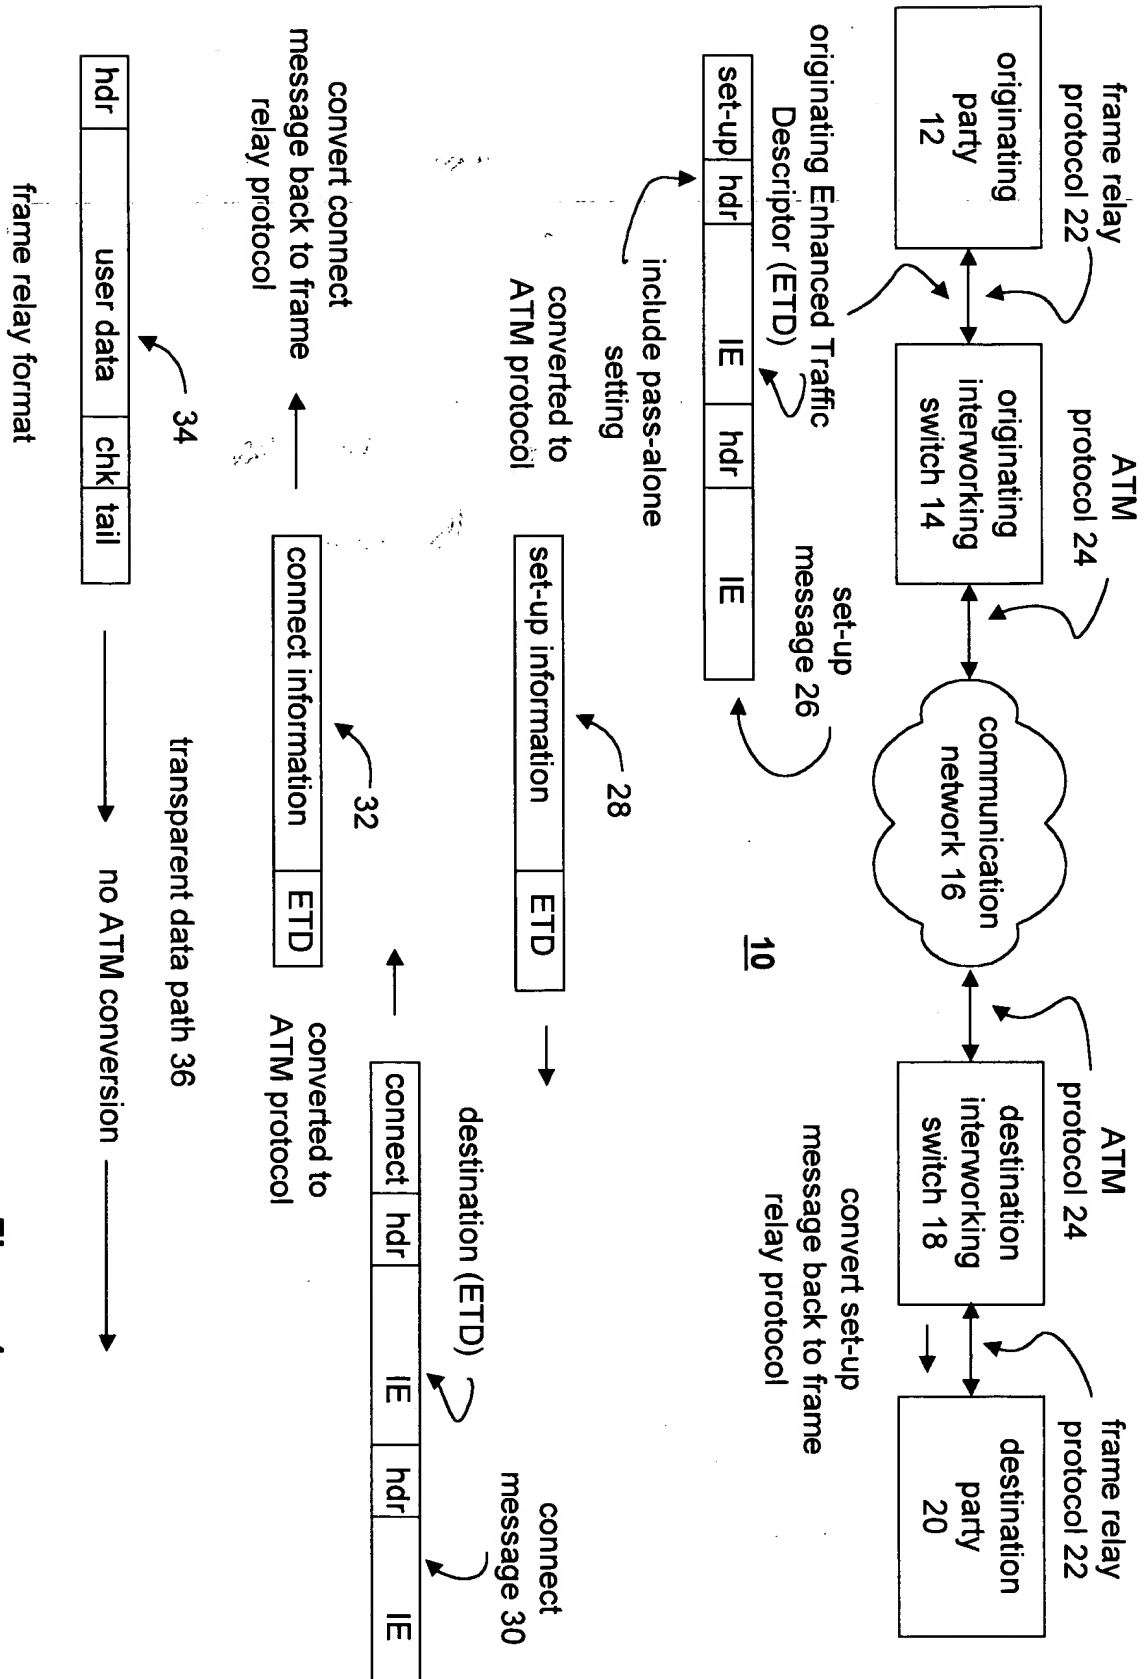 frame relay
protocol 22
ATM
protocol 24
ATM
protocol 24
frame relay
protocol 22
originating
party
12
originating
interworking
switch 14
communication
network 16
destination
interworking
switch 18
destination
party
20
originating Enhanced Traffic
Descriptor (ETD)
set-up
message 26
10
convert set-up
message back to frame
relay protocol
set-up hdr IE hdr IE
include pass-alone
setting
converted to
ATM protocol
28
set-up information ETD
destination (ETD)
connect
message 30
connect hdr IE hdr IE
convert connect
message back to frame
relay protocol
32
connect information ETD
converted to
ATM protocol
34
transparent data path 36
hdr user data chk tail
no ATM conversion
frame relay format